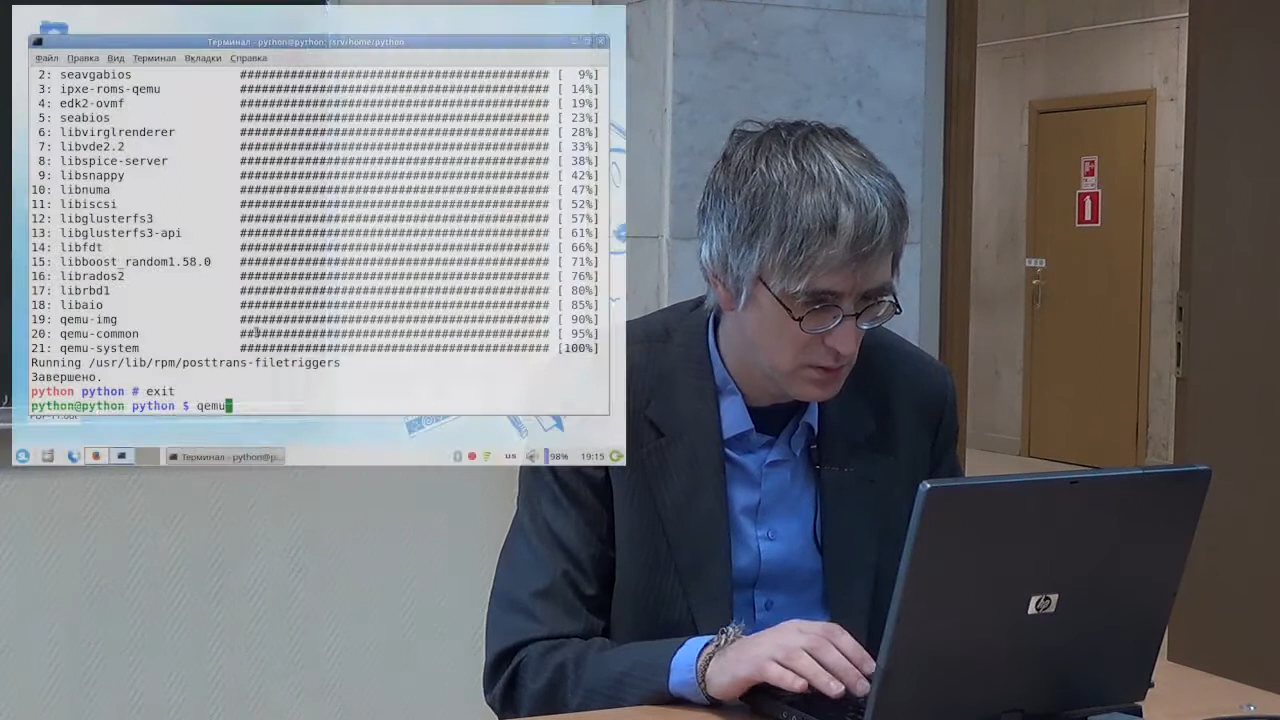 Терминал - python@python: /srv/home/python
Файл Правка Вид Терминал Вкладки Справка
2: seavgabios ########################################### [ 9%]
3: ipxe-roms-qemu ########################################### [ 14%]
4: edk2-ovmf ########################################### [ 19%]
5: seabios ########################################### [ 23%]
6: libvirglrenderer ########################################### [ 28%]
7: libvde2.2 ########################################### [ 33%]
8: libspice-server ########################################### [ 38%]
9: libsnappy ########################################### [ 42%]
10: libnuma ########################################### [ 47%]
11: libiscsi ########################################### [ 52%]
12: libglusterfs3 ########################################### [ 57%]
13: libglusterfs3-api ########################################### [ 61%]
14: libfdt ########################################### [ 66%]
15: libboost_random1.58.0 ########################################### [ 71%]
16: librados2 ########################################### [ 76%]
17: librbd1 ########################################### [ 80%]
18: libaio ########################################### [ 85%]
19: qemu-img ########################################### [ 90%]
20: qemu-common ########################################### [ 95%]
21: qemu-system ########################################### [100%]
Running /usr/lib/rpm/posttrans-filetriggers
Завершено.
python python # exit
python@python python $ qemu
Терминал - python@p...
us 98% 19:15
hp